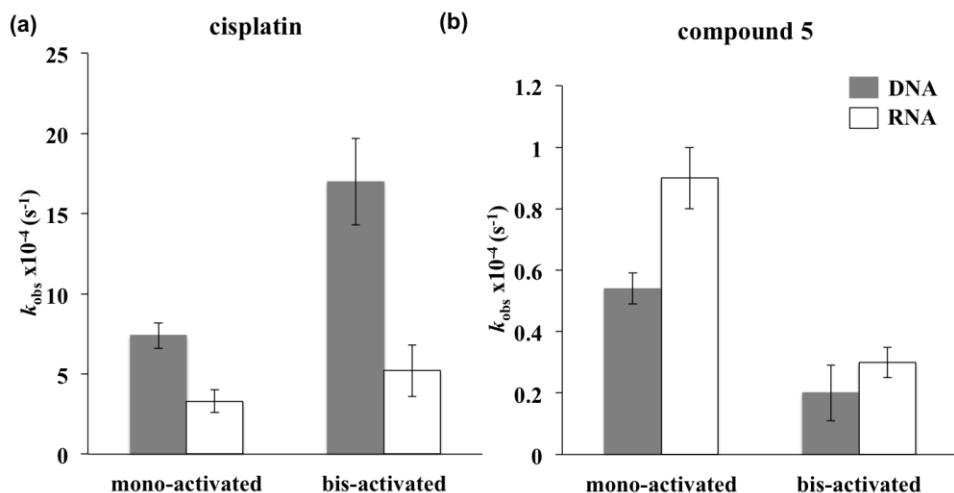 (a) cisplatin
25
20
15
10
5
0
k_obs x10⁻⁴ (s⁻¹)
mono-activated bis-activated
(b) compound 5
1.2
1
0.8
0.6
0.4
0.2
0
k_obs x10⁻⁴ (s⁻¹)
DNA
RNA
mono-activated bis-activated